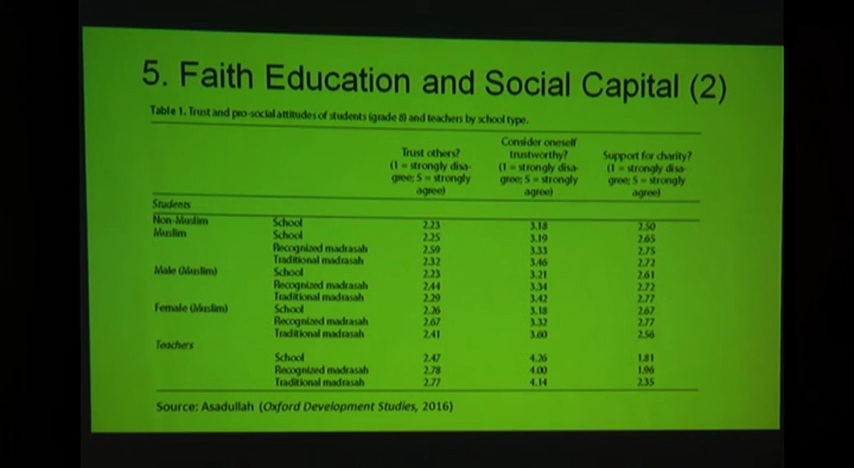 5. Faith Education and Social Capital (2)
Table 1. Trust and pro-social attitudes of students (grade 8) and teachers by school type.
Trust others? (1 = strongly disa- gree; 5 = strongly agree) Consider oneself trustworthy? (1 = strongly disa- gree; 5 = strongly agree) Support for charity? (1 = strongly disa- gree; 5 = strongly agree)
Students
Non-Muslim School 2.23 3.18 2.50
Muslim School 2.25 3.19 2.65
Recognized madrasah 2.59 3.33 2.75
Traditional madrasah 2.32 3.46 2.72
Male (Muslim) School 2.23 3.21 2.61
Recognized madrasah 2.44 3.34 2.72
Traditional madrasah 2.29 3.42 2.77
Female (Muslim) School 2.26 3.18 2.67
Recognized madrasah 2.67 3.32 2.77
Traditional madrasah 2.41 3.60 2.56
Teachers
School 2.47 4.26 1.81
Recognized madrasah 2.78 4.00 1.96
Traditional madrasah 2.77 4.14 2.35
Source: Asadullah (Oxford Development Studies, 2016)